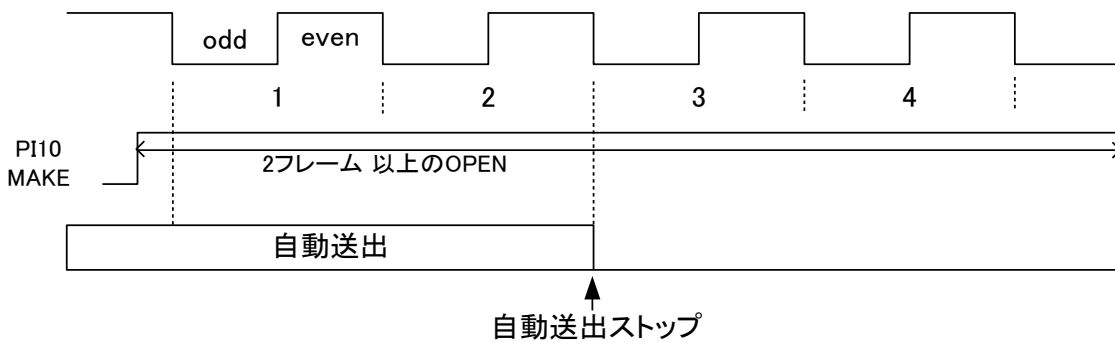 odd even
1 2 3 4
PI10
MAKE
2フレーム 以上のOPEN
自動送出
自動送出ストップ